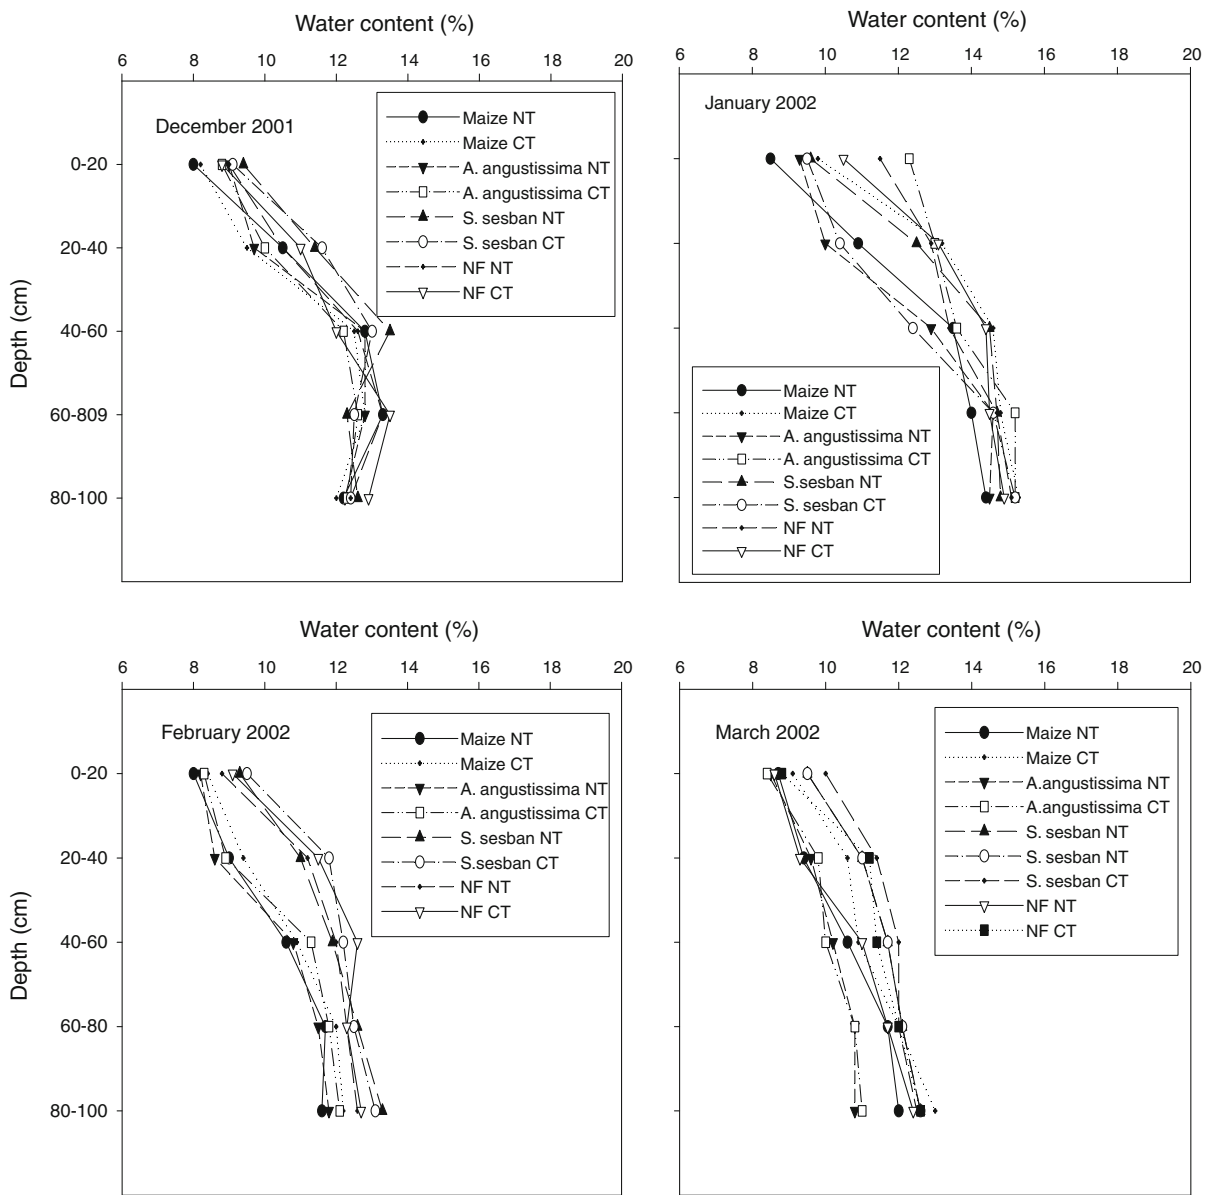 Water content (%)
6 8 10 12 14 16 18 20
December 2001
Maize NT
Maize CT
A. angustissima NT
A. angustissima CT
S. sesban NT
S. sesban CT
NF NT
NF CT
Depth (cm)
0-20
20-40
40-60
60-809
80-100
Water content (%)
6 8 10 12 14 16 18 20
January 2002
Maize NT
Maize CT
A. angustissima NT
A. angustissima CT
S.sesban NT
S. sesban CT
NF NT
NF CT
Water content (%)
6 8 10 12 14 16 18 20
February 2002
Maize NT
Maize CT
A. angustissima NT
A. angustissima CT
S. sesban NT
S.sesban CT
NF NT
NF CT
Depth (cm)
0-20
20-40
40-60
60-80
80-100
Water content (%)
6 8 10 12 14 16 18 20
March 2002
Maize NT
Maize CT
A.angustissima NT
A.angustissima CT
S. sesban NT
S. sesban NT
S. sesban CT
NF NT
NF CT